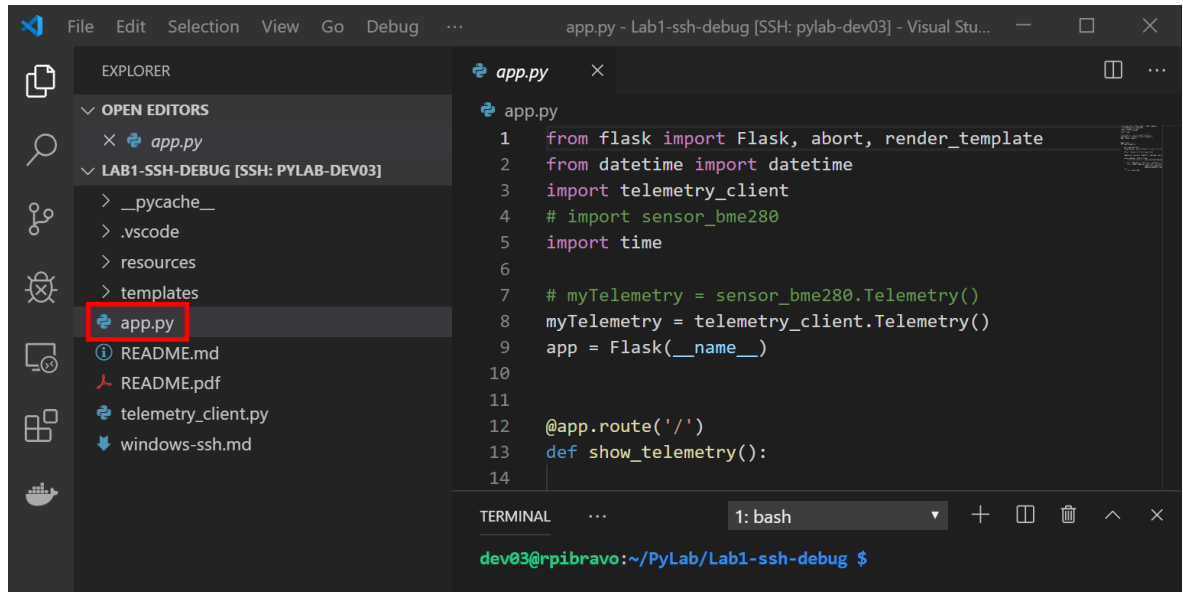 File Edit Selection View Go Debug ··· app.py - Lab1-ssh-debug [SSH: pylab-dev03] - Visual Stu...
EXPLORER
OPEN EDITORS
app.py
LAB1-SSH-DEBUG [SSH: PYLAB-DEV03]
__pycache__
.vscode
resources
templates
app.py
README.md
README.pdf
telemetry_client.py
windows-ssh.md
app.py
app.py
1 from flask import Flask, abort, render_template
2 from datetime import datetime
3 import telemetry_client
4 # import sensor_bme280
5 import time
6
7 # myTelemetry = sensor_bme280.Telemetry()
8 myTelemetry = telemetry_client.Telemetry()
9 app = Flask(__name__)
10
11
12 @app.route('/')
13 def show_telemetry():
14
TERMINAL ··· 1: bash
dev03@rpibravo:~/PyLab/Lab1-ssh-debug $